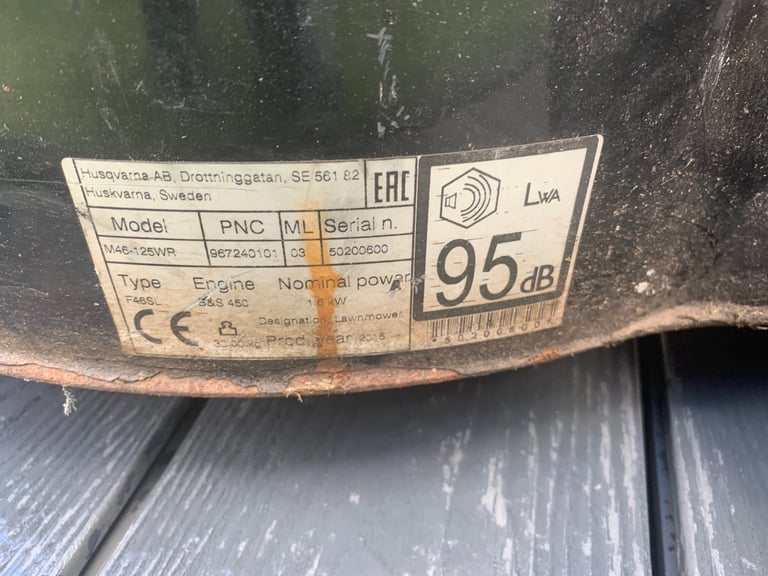 Husqvarna AB, Drottninggatan, SE 561 82
Huskvarna, Sweden
EAC
Model PNC ML Serial n.
M46-125WR 967240101 03 50200600
Type Engine Nominal power
F46SL B&S 450 1.6 kW
Designation Lawnmower
CE Prod. year 2015
LWA
95 dB